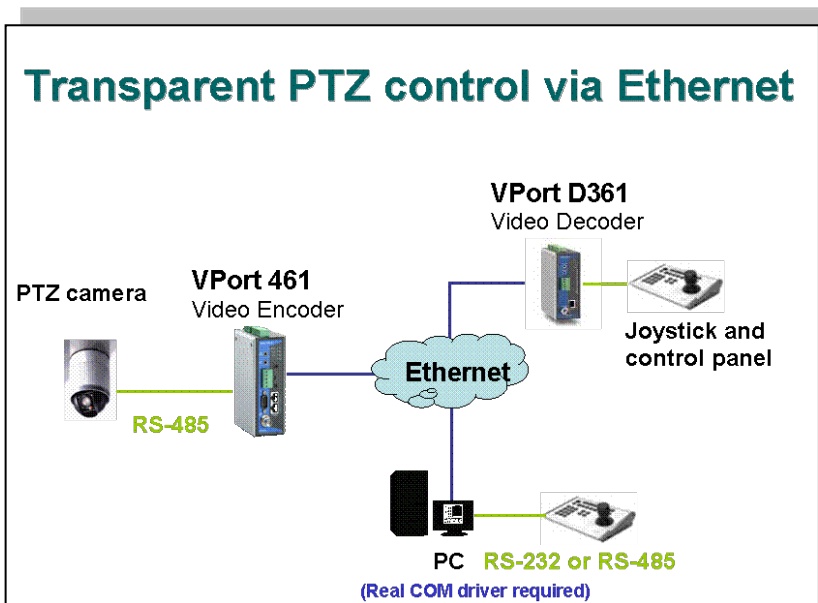 Transparent PTZ control via Ethernet
VPort D361
Video Decoder
VPort 461
Video Encoder
PTZ camera
Joystick and
control panel
Ethernet
RS-485
PC RS-232 or RS-485
(Real COM driver required)